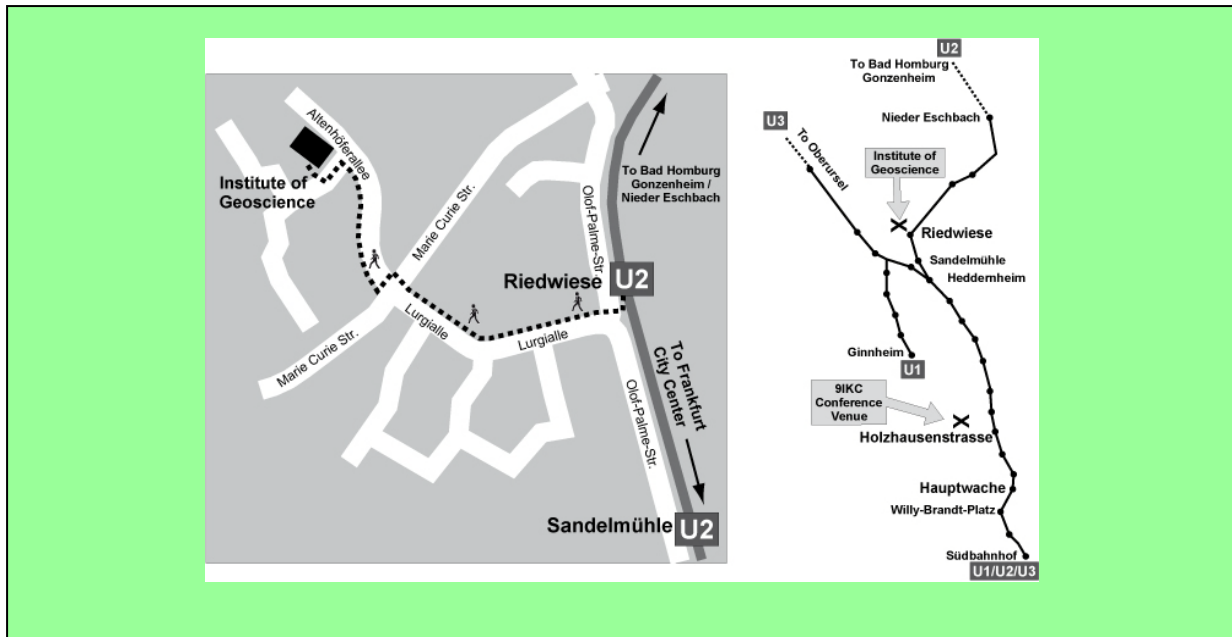 Altenhöferallee
Institute of
Geoscience
Marie Curie Str.
Marie Curie Str.
Lurgialle
Lurgialle
Olof-Palme-Str.
Olof-Palme-Str.
To Bad Homburg
Gonzenheim /
Nieder Eschbach
Riedwiese U2
To Frankfurt
City Center
Sandelmühle U2
U2
To Bad Homburg
Gonzenheim
Nieder Eschbach
U3
To Oberursel
Institute of
Geoscience
Riedwiese
Sandelmühle
Heddernheim
Ginnheim
U1
9IKC
Conference
Venue
Holzhausenstrasse
Hauptwache
Willy-Brandt-Platz
Südbahnhof
U1/U2/U3